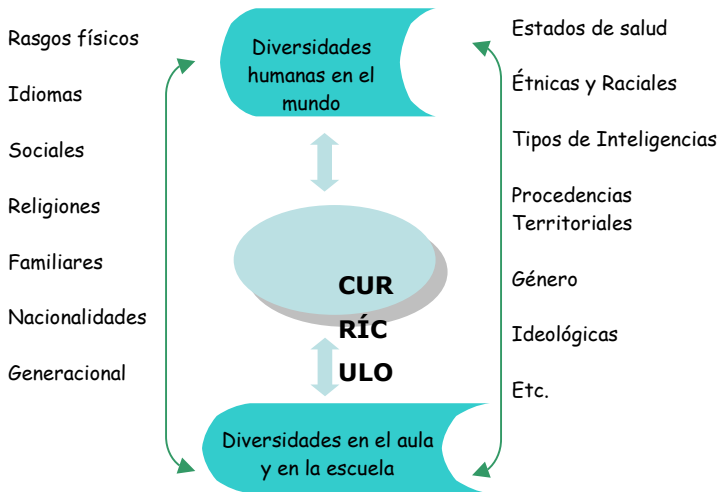 Rasgos físicos
Idiomas
Sociales
Religiones
Familiares
Nacionalidades
Generacional
Diversidades
humanas en el
mundo
CUR
RÍC
ULO
Diversidades en el aula
y en la escuela
Estados de salud
Étnicas y Raciales
Tipos de Inteligencias
Procedencias
Territoriales
Género
Ideológicas
Etc.